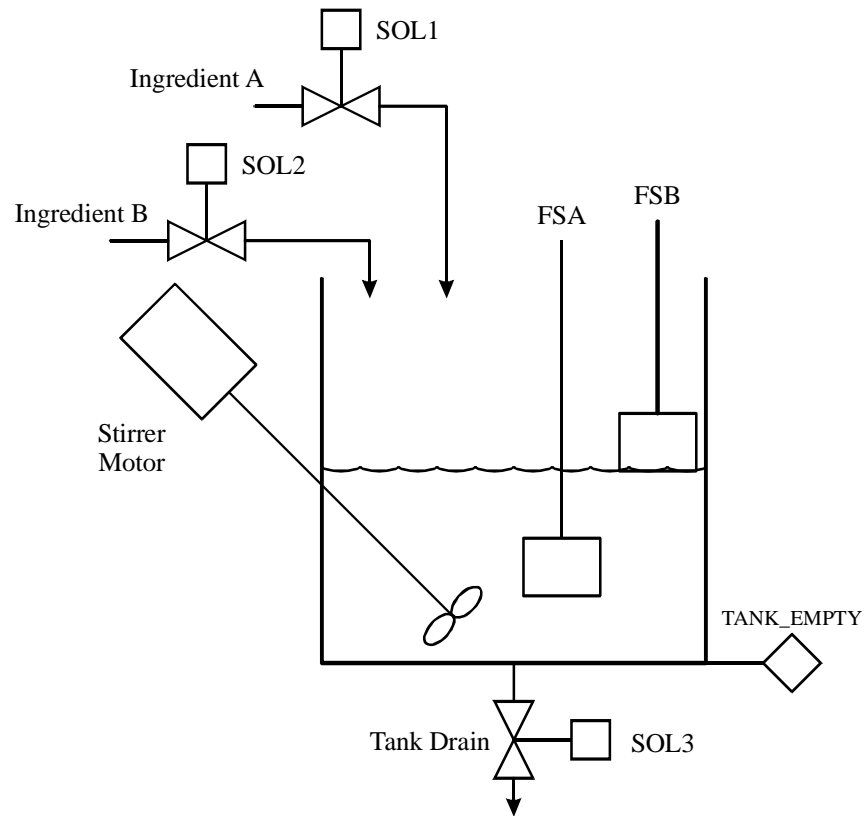 SOL1
Ingredient A
SOL2
Ingredient B
FSB
FSA
Stirrer
Motor
TANK_EMPTY
Tank Drain
SOL3